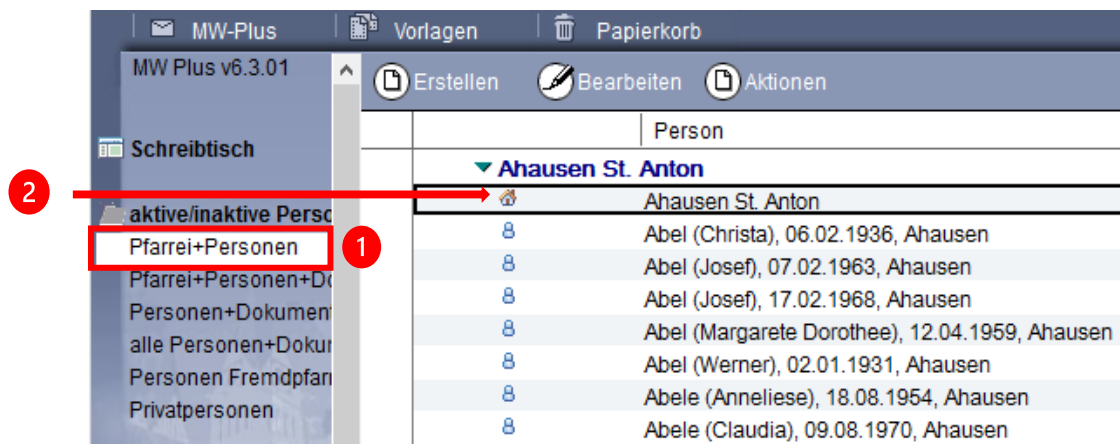 MW-Plus Vorlagen Papierkorb
MW Plus v6.3.01
Erstellen Bearbeiten Aktionen
Person
Schreibtisch
Ahausen St. Anton
2
Ahausen St. Anton
aktive/inaktive Perso
Pfarrei+Personen
1
Abel (Christa), 06.02.1936, Ahausen
Pfarrei+Personen+Do
Abel (Josef), 07.02.1963, Ahausen
Personen+Dokument
Abel (Josef), 17.02.1968, Ahausen
alle Personen+Dokur
Abel (Margarete Dorothee), 12.04.1959, Ahausen
Personen Fremdpfarr
Abel (Werner), 02.01.1931, Ahausen
Privatpersonen
Abele (Anneliese), 18.08.1954, Ahausen
Abele (Claudia), 09.08.1970, Ahausen